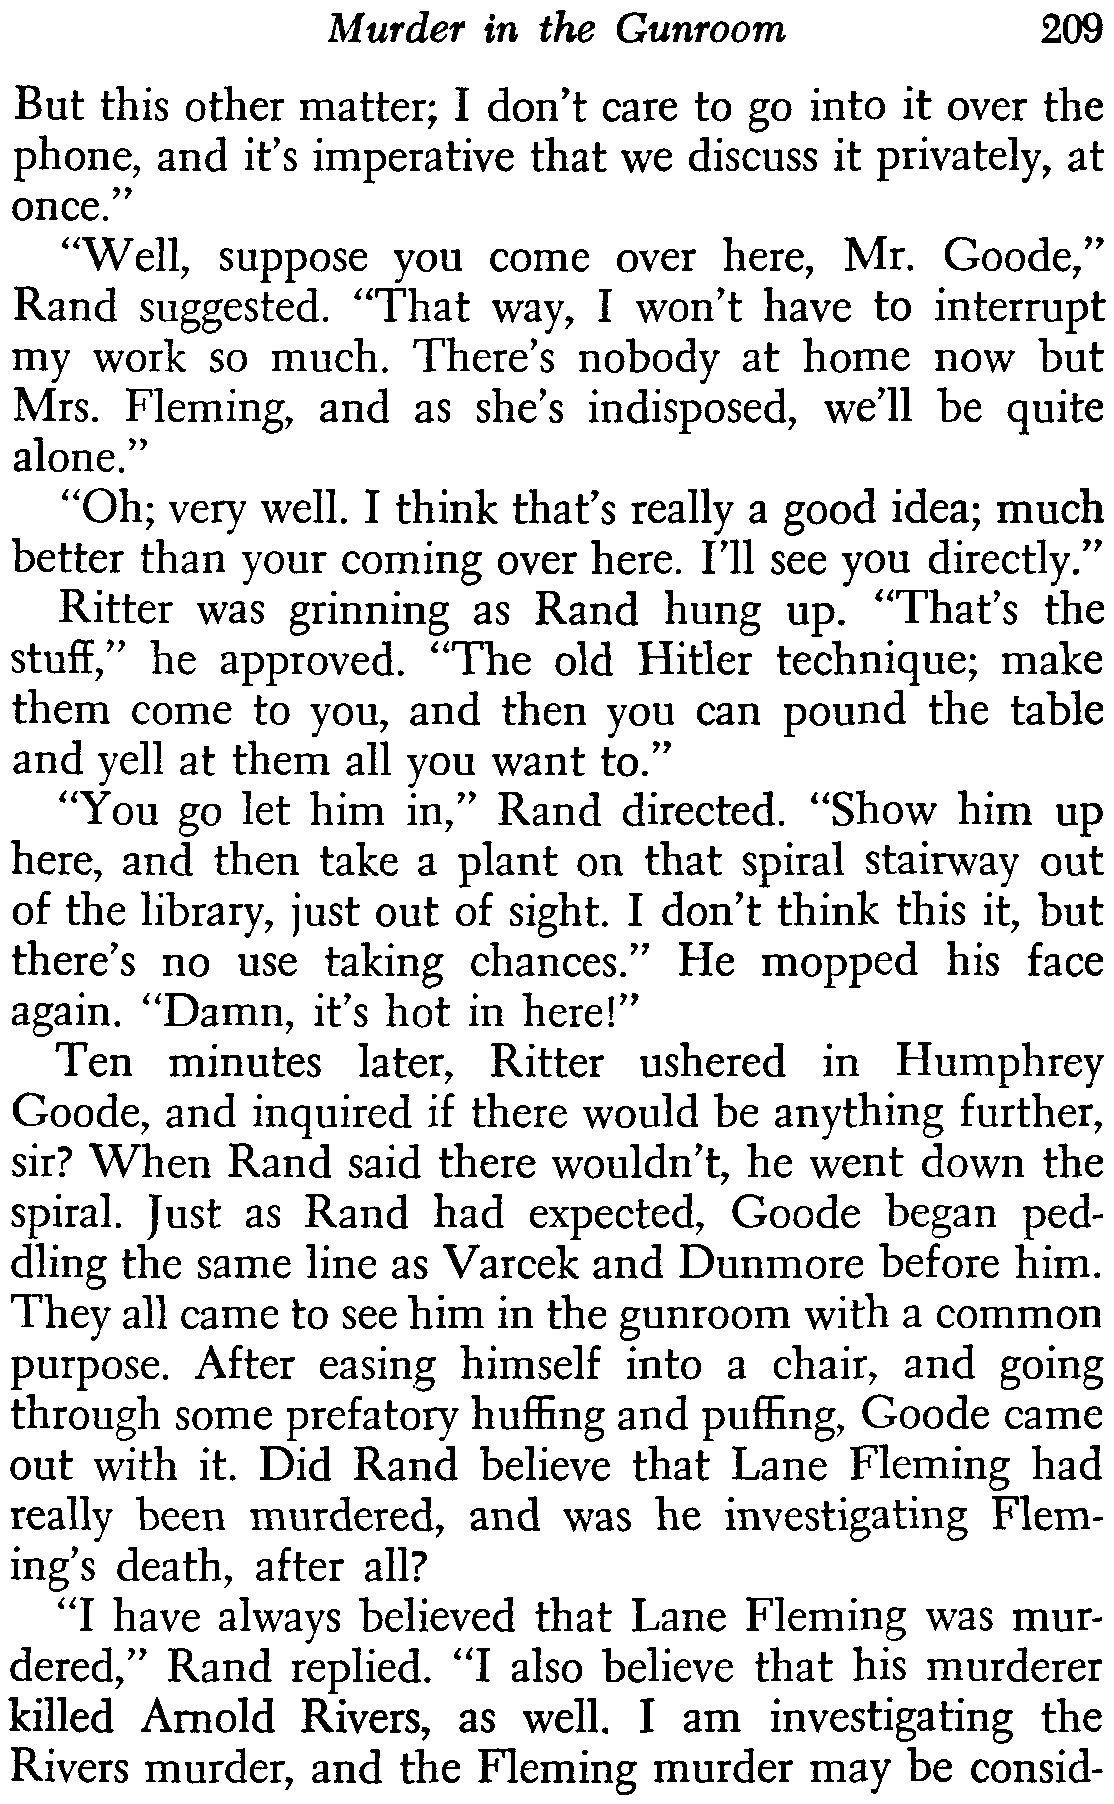 Murder in the Gunroom 209
But this other matter; I don't care to go into it over the
phone, and it's imperative that we discuss it privately, at
once."
"Well, suppose you come over here, Mr. Goode,"
Rand suggested. "That way, I won't have to interrupt
my work so much. There's nobody at home now but
Mrs. Fleming, and as she's indisposed, we'll be quite
alone."
"Oh; very well. I think that's really a good idea; much
better than your coming over here. I'll see you directly."
Ritter was grinning as Rand hung up. "That's the
stuff," he approved. "The old Hitler technique; make
them come to you, and then you can pound the table
and yell at them all you want to."
"You go let him in," Rand directed. "Show him up
here, and then take a plant on that spiral stairway out
of the library, just out of sight. I don't think this it, but
there's no use taking chances." He mopped his face
again. "Damn, it's hot in here!"
Ten minutes later, Ritter ushered in Humphrey
Goode, and inquired if there would be anything further,
sir? When Rand said there wouldn't, he went down the
spiral. Just as Rand had expected, Goode began ped-
dling the same line as Varcek and Dunmore before him.
They all came to see him in the gunroom with a common
purpose. After easing himself into a chair, and going
through some prefatory huffing and puffing, Goode came
out with it. Did Rand believe that Lane Fleming had
really been murdered, and was he investigating Flem-
ing's death, after all?
"I have always believed that Lane Fleming was mur-
dered," Rand replied. "I also believe that his murderer
killed Arnold Rivers, as well. I am investigating the
Rivers murder, and the Fleming murder may be consid-